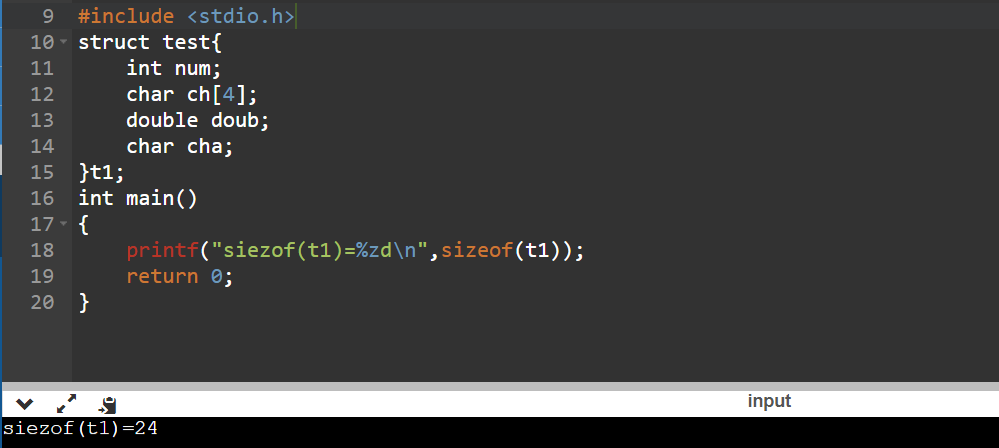 9 #include <stdio.h>
10 struct test{
11     int num;
12     char ch[4];
13     double doub;
14     char cha;
15 }t1;
16 int main()
17 {
18     printf("siezof(t1)=%zd\n",sizeof(t1));
19     return 0;
20 }
input
siezof(t1)=24